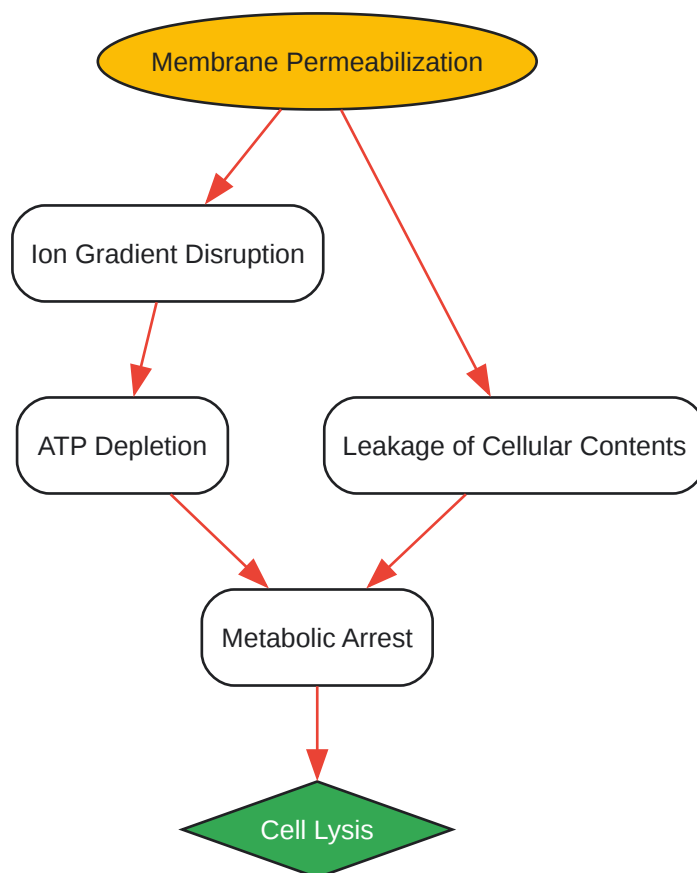 Membrane Permeabilization
Ion Gradient Disruption
ATP Depletion
Leakage of Cellular Contents
Metabolic Arrest
Cell Lysis